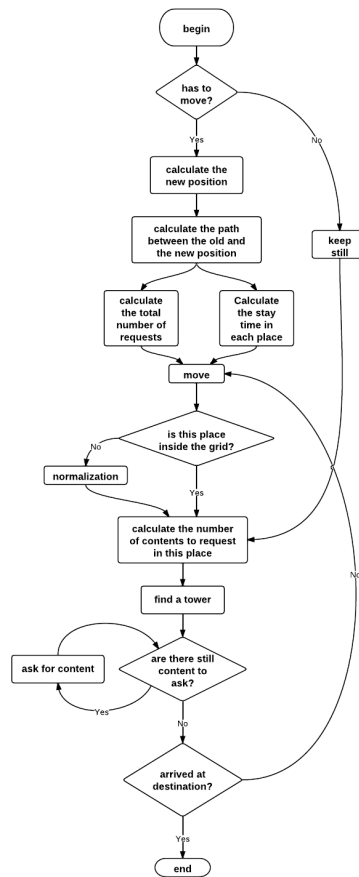 begin
has to
move?
Yes
No
calculate the
new position
calculate the path
between the old and
the new position
keep
still
calculate
the total
number of
requests
Calculate
the stay
time in
each place
move
is this place
inside the grid?
No
normalization
Yes
calculate the number
of contents to request
in this place
find a tower
are there still
content to
ask?
ask for content
Yes
No
No
arrived at
destination?
Yes
end